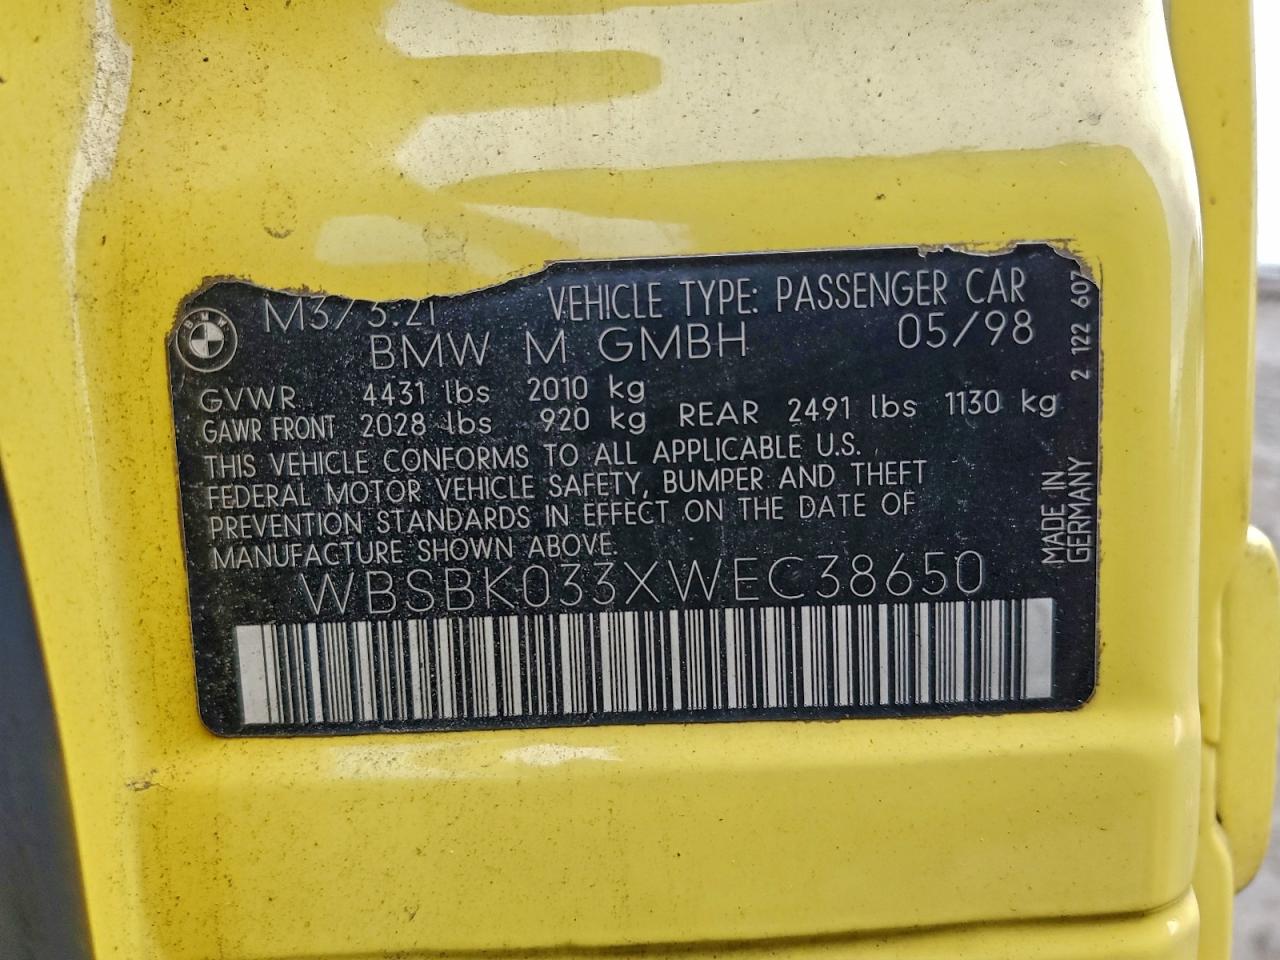 M3/3.2l VEHICLE TYPE: PASSENGER CAR
BMW M GMBH 05/98
GVWR 4431 lbs 2010 kg
GAWR FRONT 2028 lbs 920 kg REAR 2491 lbs 1130 kg
THIS VEHICLE CONFORMS TO ALL APPLICABLE U.S.
FEDERAL MOTOR VEHICLE SAFETY, BUMPER AND THEFT
PREVENTION STANDARDS IN EFFECT ON THE DATE OF
MANUFACTURE SHOWN ABOVE.
WBSBK033XWEC38650
2 122 607
MADE IN
GERMANY
BMW